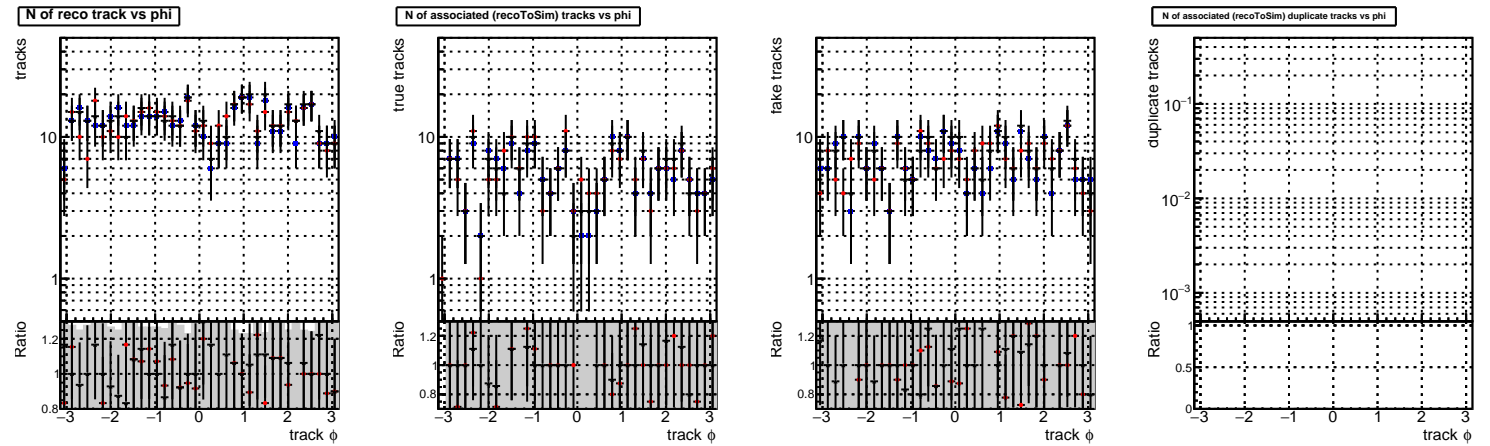 N of reco track vs phi
tracks
10
1
Ratio
1.2
1
0.8
−3 −2 −1 0 1 2 3
track ϕ
N of associated (recoToSim) tracks vs phi
true tracks
10
1
Ratio
1.2
1
0.8
−3 −2 −1 0 1 2 3
track ϕ
fake tracks
10
1
Ratio
1.2
1
0.8
−3 −2 −1 0 1 2 3
track ϕ
N of associated (recoToSim) duplicate tracks vs phi
duplicate tracks
10⁻¹
10⁻²
10⁻³
Ratio
1
0.5
0
−3 −2 −1 0 1 2 3
track ϕ